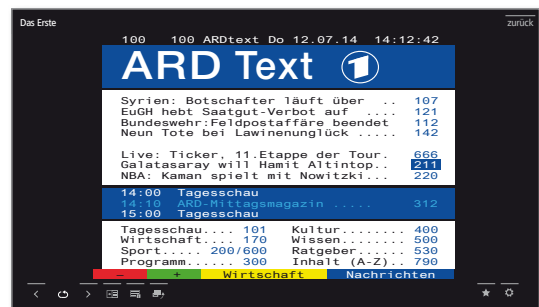 Das Erste
zurück
100 100 ARDtext Do 12.07.14 14:12:42
ARD Text 1
Syrien: Botschafter läuft über .. 107
EuGH hebt Saatgut-Verbot auf .... 121
Bundeswehr:Feldpostaffäre beendet 112
Neun Tote bei Lawinenunglück ..... 142
Live: Ticker, 11.Etappe der Tour. 666
Galatasaray will Hamit Altintop.. 211
NBA: Kaman spielt mit Nowitzki... 220
14:00 Tagesschau
14:10 ARD-Mittagsmagazin ..... 312
15:00 Tagesschau
Tagesschau.... 101 Kultur........ 400
Wirtschaft.... 170 Wissen........ 500
Sport..... 200/600 Ratgeber...... 530
Programm...... 300 Inhalt (A-Z).. 790
- + Wirtschaft Nachrichten